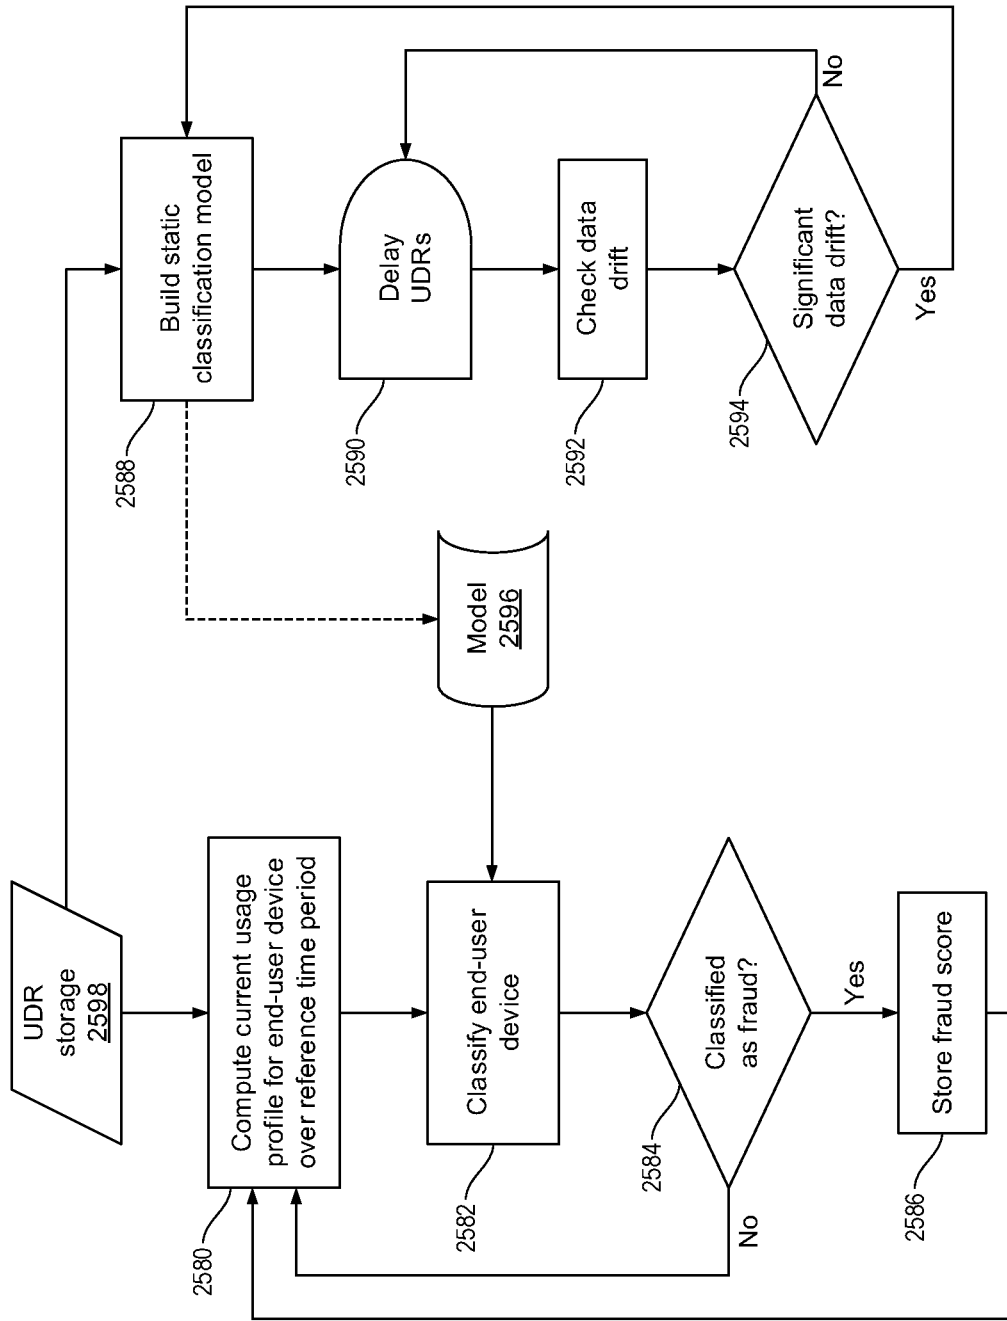 UDR
storage
2598
Compute current usage
profile for end-user device
over reference time period
2580
Classify end-user
device
2582
Classified
as fraud?
2584
No
Yes
Store fraud score
2586
Model
2596
Build static
classification model
2588
Delay
UDRs
2590
Check data
drift
2592
Significant
data drift?
2594
No
Yes